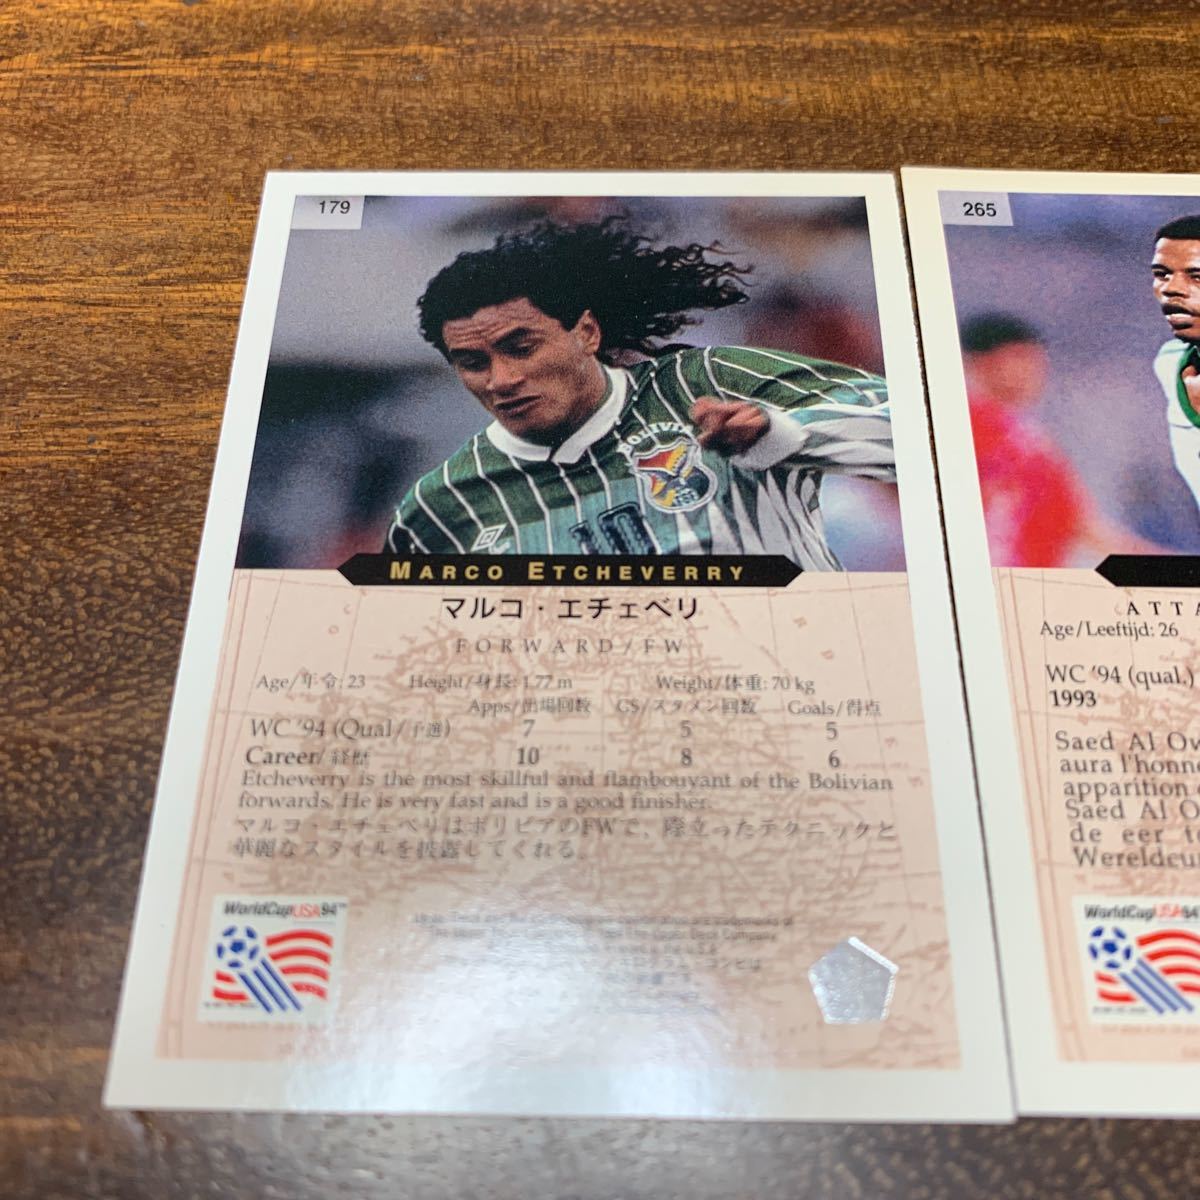 179
BOLIVIA
10
MARCO ETCHEVERRY
マルコ・エチェベリ
FORWARD/FW
Age/年令: 23 Height/身長: 1.77 m Weight/体重: 70 kg
Apps/出場回数 GS/スタメン回数 Goals/得点
WC '94 (Qual/予選) 7 5 5
Career/経歴 10 8 6
Etcheverry is the most skillful and flambouyant of the Bolivian
forwards. He is very fast and is a good finisher.
マルコ・エチェベリはボリビアのFWで、際立ったテクニックと
華麗なスタイルを披露してくれる。
WorldCupUSA94™
265
ATTA
Age/Leeftijd: 26
WC '94 (qual.)
1993
Saed Al Ow
aura l'honne
apparition
Saed Al O
de eer
Wereldcu
WorldCupUSA94